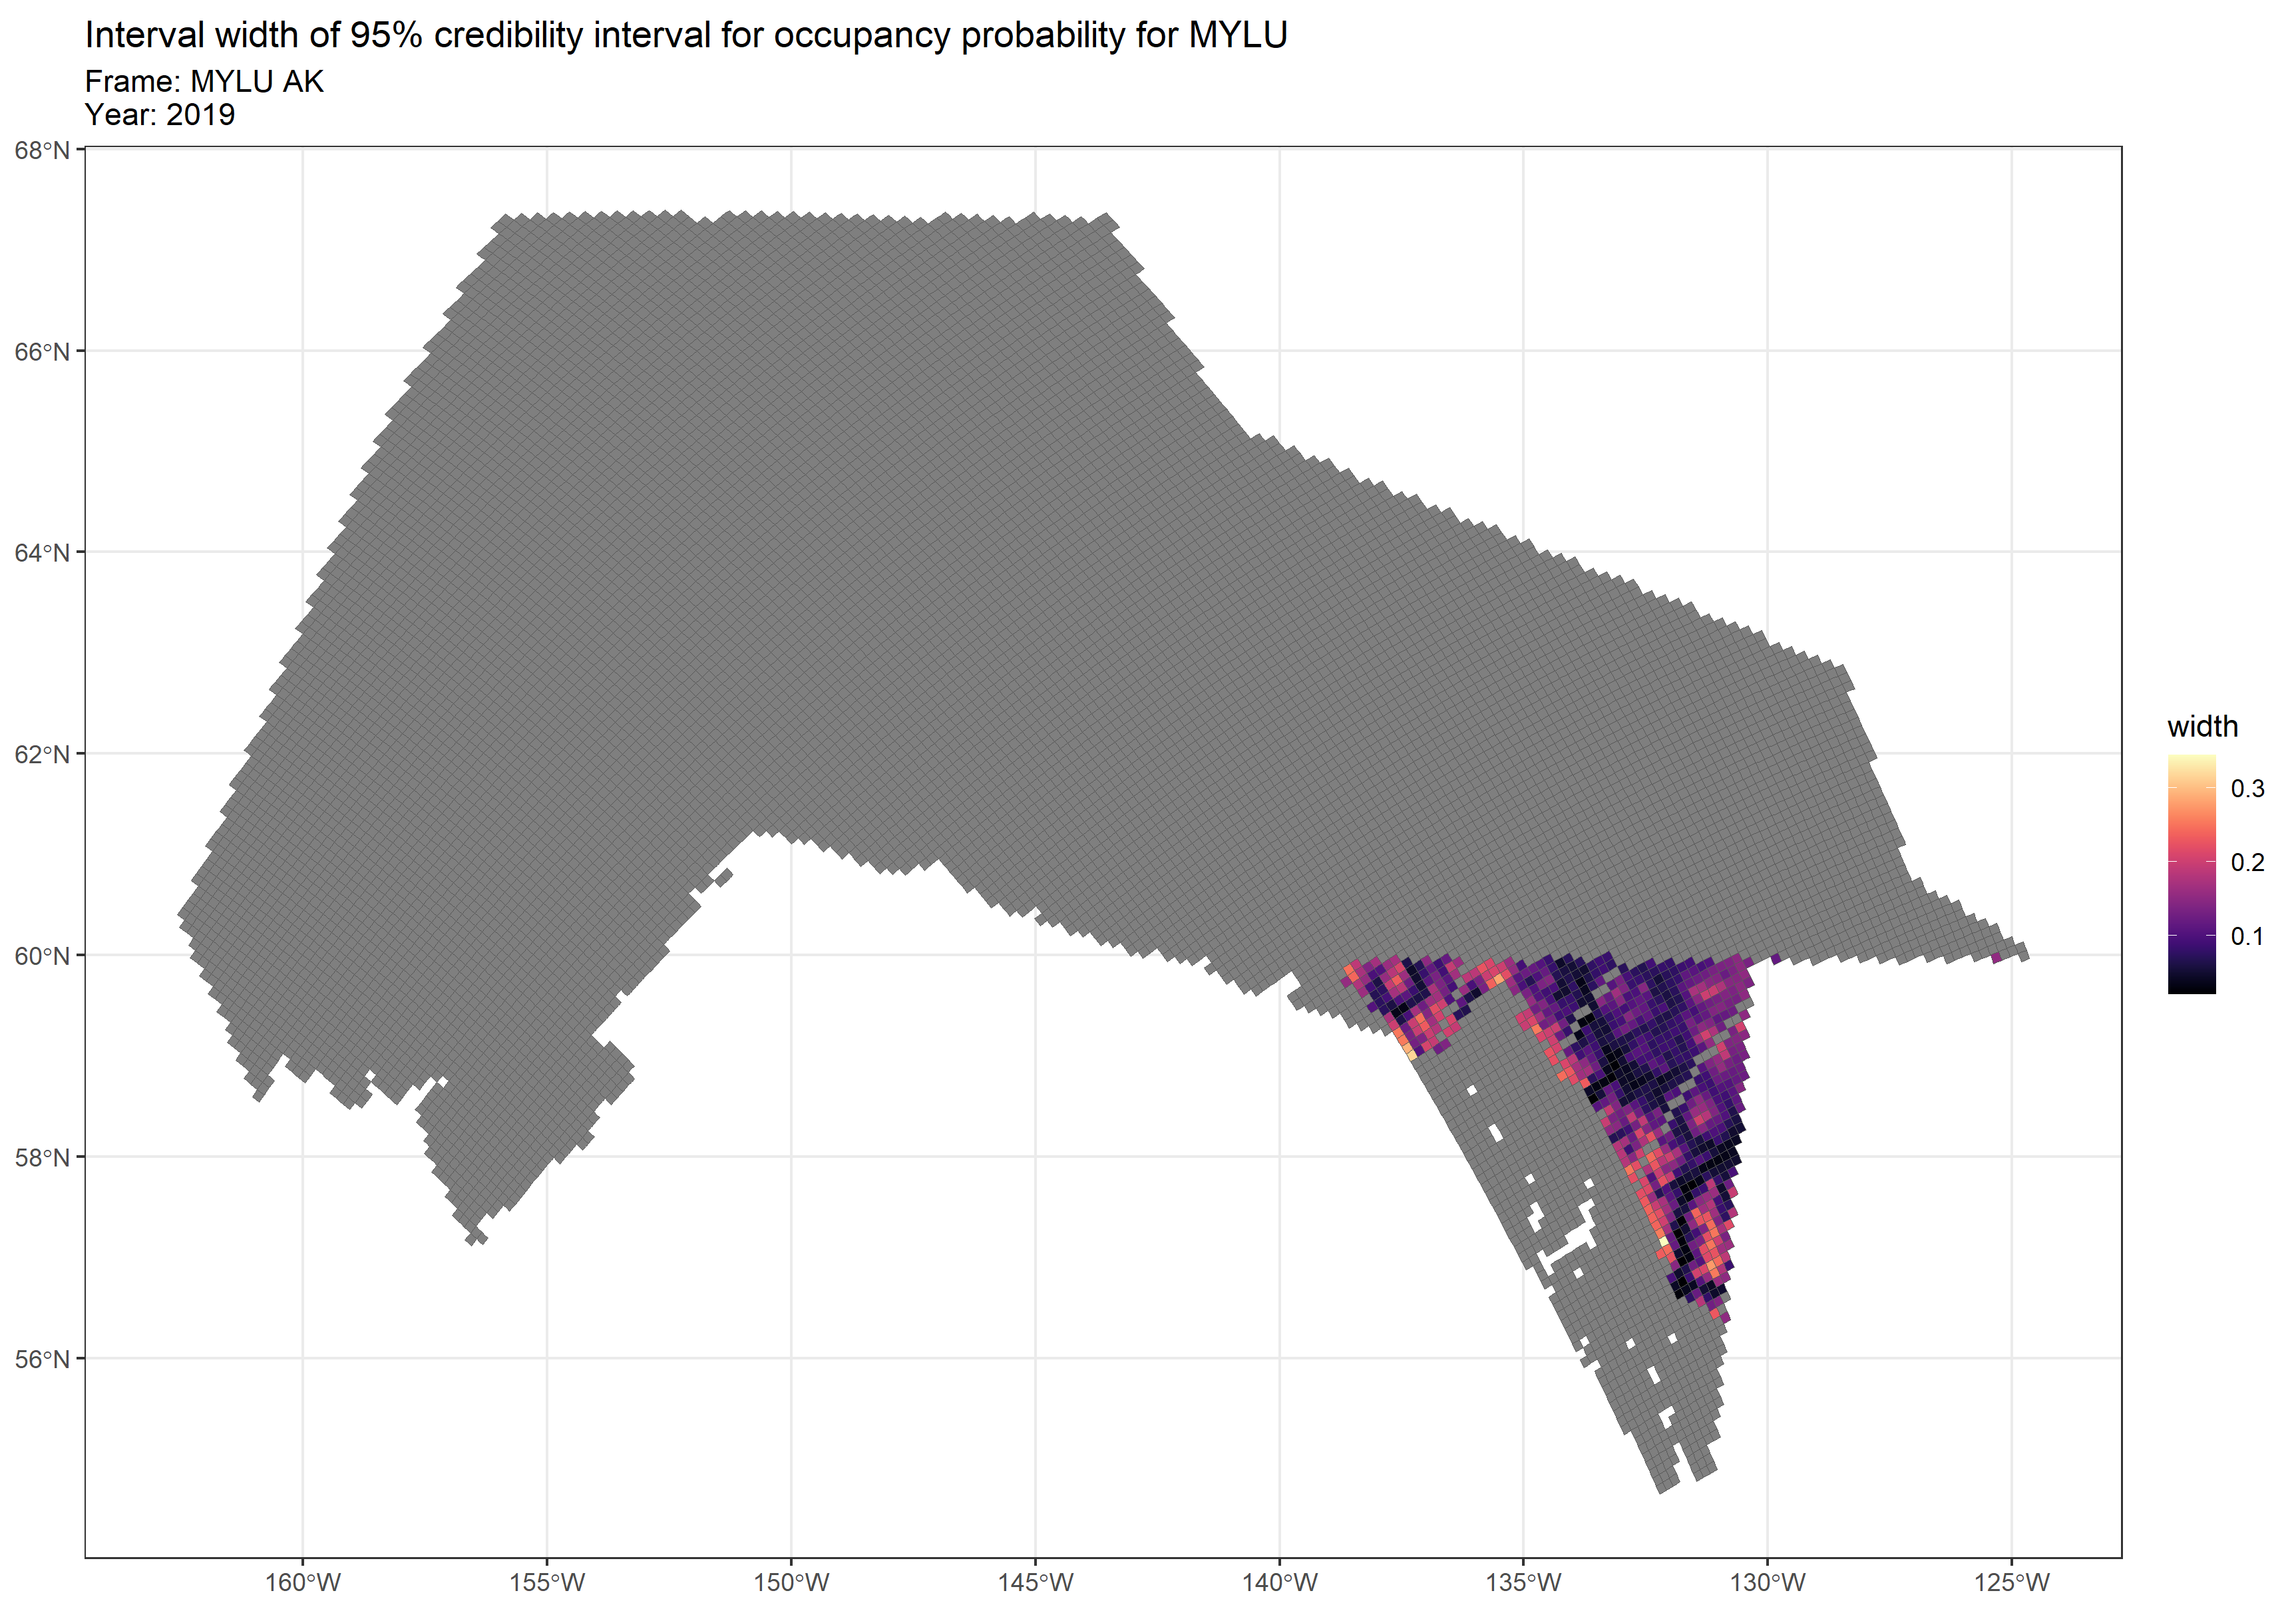 Interval width of 95% credibility interval for occupancy probability for MYLU
Frame: MYLU AK
Year: 2019
68°N
66°N
64°N
62°N
60°N
58°N
56°N
160°W 155°W 150°W 145°W 140°W 135°W 130°W 125°W
width
0.3
0.2
0.1